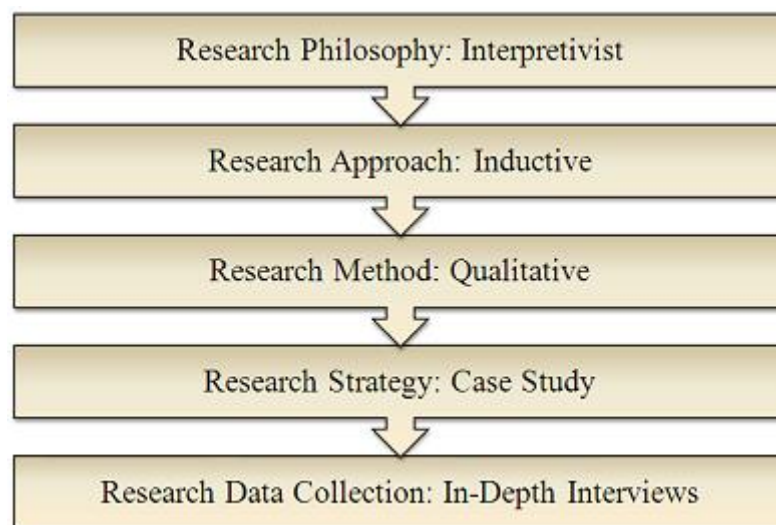 Research Philosophy: Interpretivist
Research Approach: Inductive
Research Method: Qualitative
Research Strategy: Case Study
Research Data Collection: In-Depth Interviews